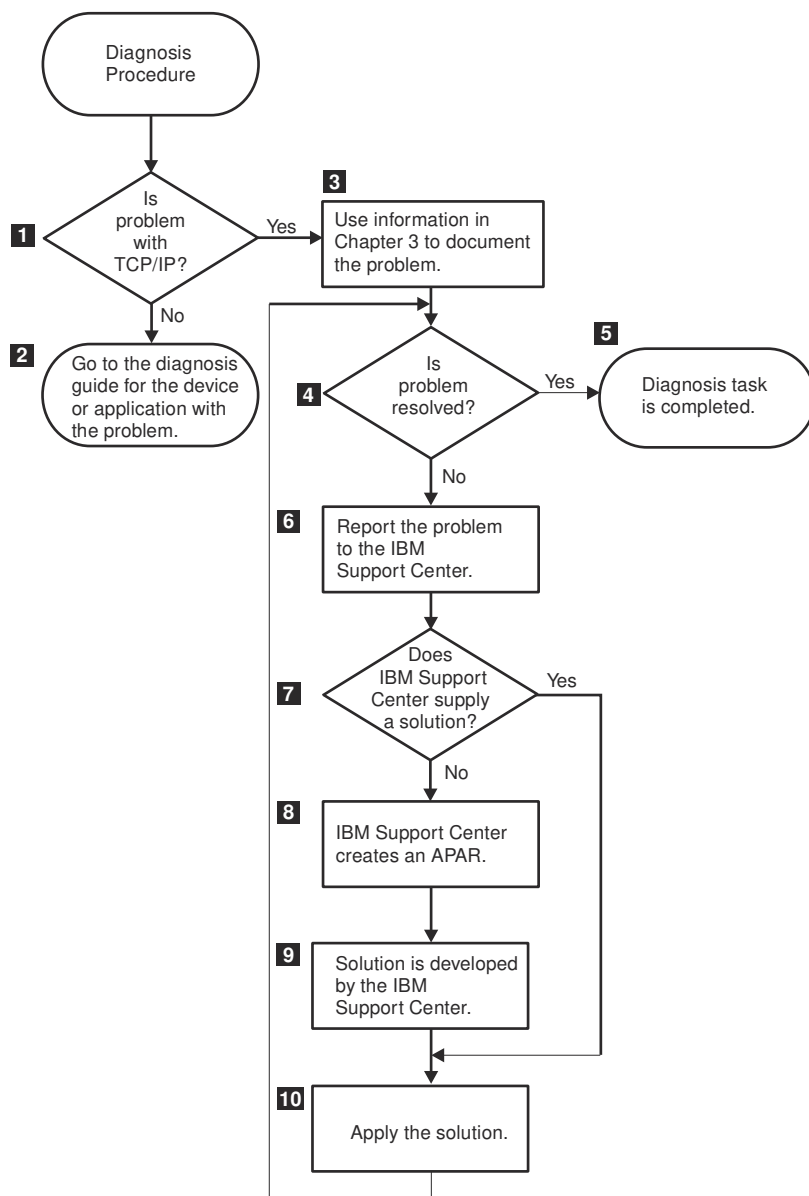 Diagnosis
Procedure
1
Is
problem
with
TCP/IP?
Yes
No
2
Go to the diagnosis
guide for the device
or application with
the problem.
3
Use information in
Chapter 3 to document
the problem.
4
Is
problem
resolved?
Yes
No
5
Diagnosis task
is completed.
6
Report the problem
to the IBM
Support Center.
7
Does
IBM Support
Center supply
a solution?
Yes
No
8
IBM Support Center
creates an APAR.
9
Solution is developed
by the IBM
Support Center.
10
Apply the solution.